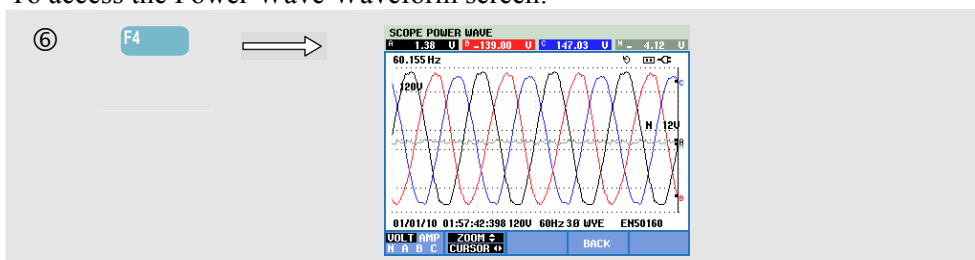 To access the Power Wave Waveform screen:
⑥ F4
SCOPE POWER WAVE
A 1.38 V B -139.00 V C 147.03 V N - 4.12 V
60.155 Hz
120V
C
N 12V
A
B
01/01/10 01:57:42:398 120V 60Hz 3Ø WYE EN50160
VOLT AMP ZOOM
N A B C CURSOR BACK